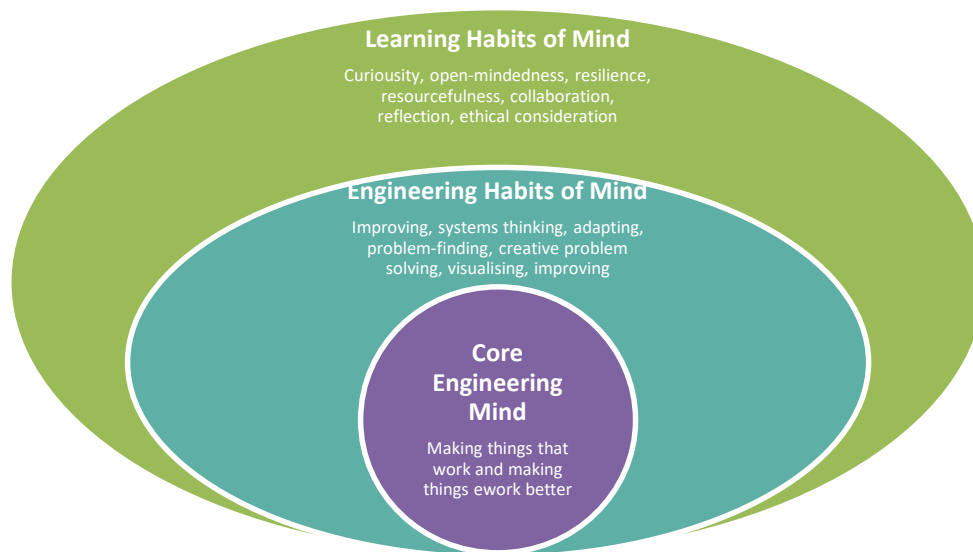 Learning Habits of Mind
Curiousity, open-mindedness, resilience,
resourcefulness, collaboration,
reflection, ethical consideration
Engineering Habits of Mind
Improving, systems thinking, adapting,
problem-finding, creative problem
solving, visualising, improving
Core
Engineering
Mind
Making things that
work and making
things ework better